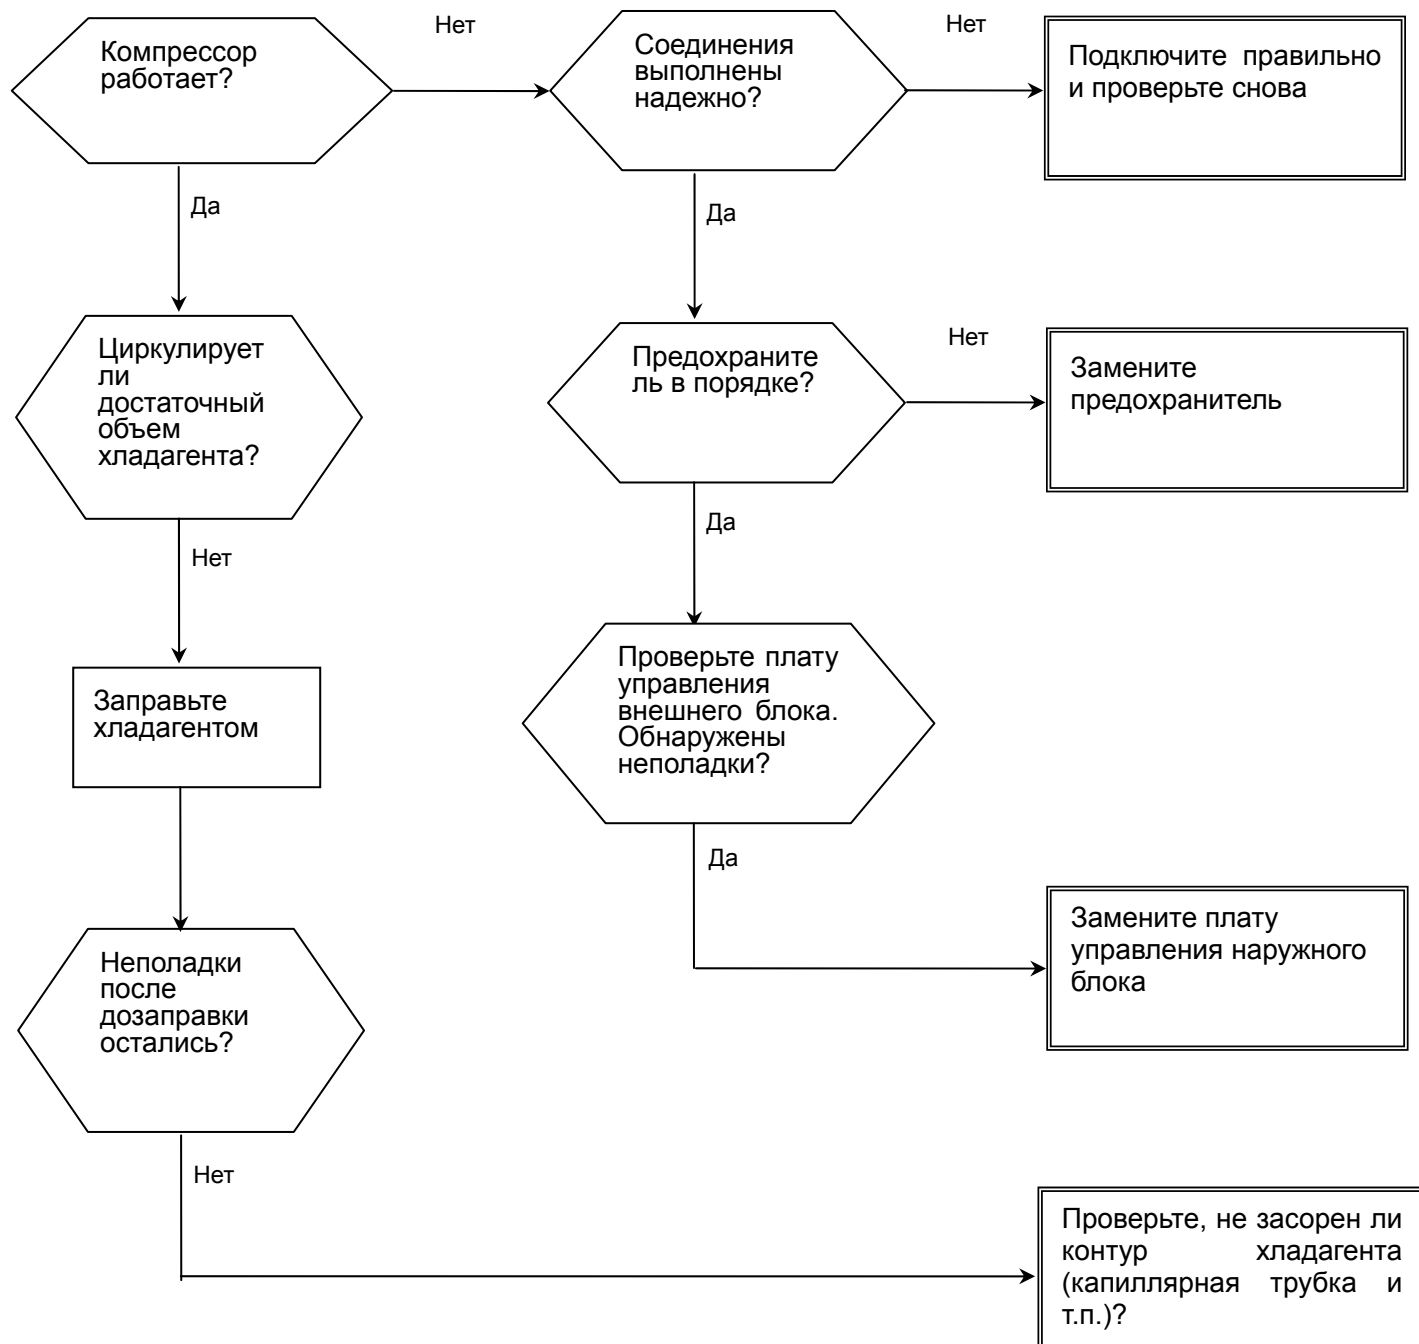 Компрессор
работает?
Нет
Соединения
выполнены
надежно?
Нет
Подключите правильно
и проверьте снова
Да
Да
Циркулирует
ли
достаточный
объем
хладагента?
Предохраните
ль в порядке?
Нет
Замените
предохранитель
Нет
Да
Заправьте
хладагентом
Проверьте плату
управления
внешнего блока.
Обнаружены
неполадки?
Да
Неполадки
после
дозаправки
остались?
Замените плату
управления наружного
блока
Нет
Проверьте, не засорен ли
контур хладагента
(капиллярная трубка и
т.п.)?